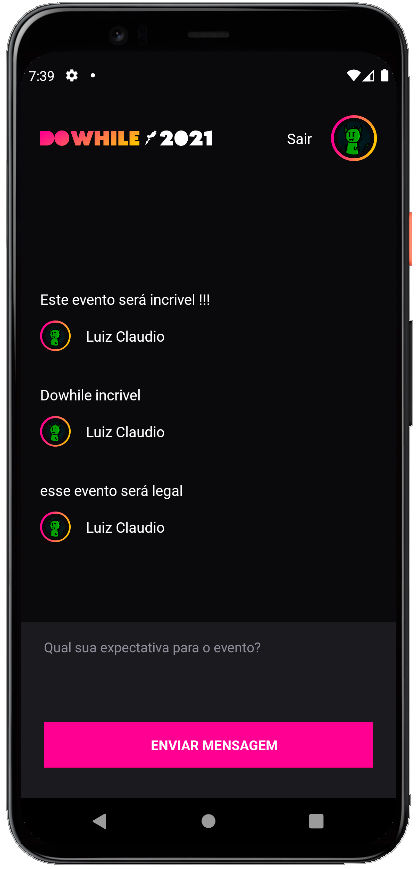 7:39
DOWHILE 2021
Sair
Este evento será incrivel !!!
Luiz Claudio
Dowhile incrivel
Luiz Claudio
esse evento será legal
Luiz Claudio
Qual sua expectativa para o evento?
ENVIAR MENSAGEM